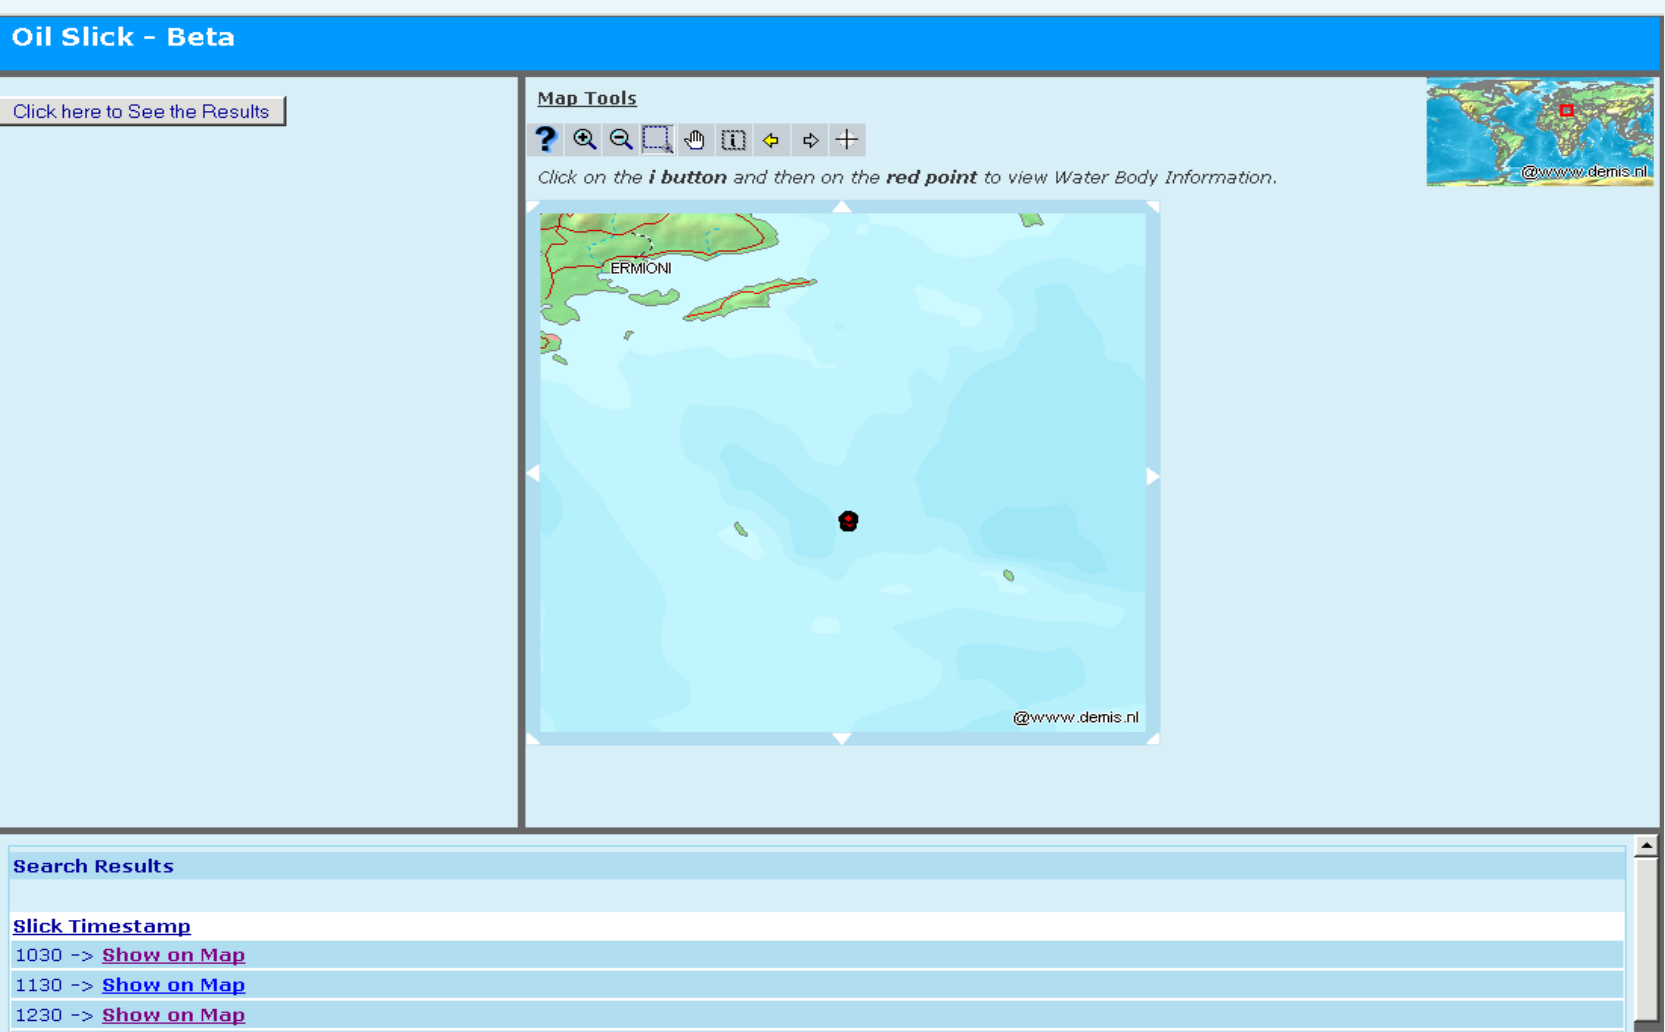 Oil Slick - Beta
Click here to See the Results
Map Tools
?
i
Click on the i button and then on the red point to view Water Body Information.
@www.demis.nl
ERMIONI
@www.demis.nl
Search Results
Slick Timestamp
1030 -> Show on Map
1130 -> Show on Map
1230 -> Show on Map